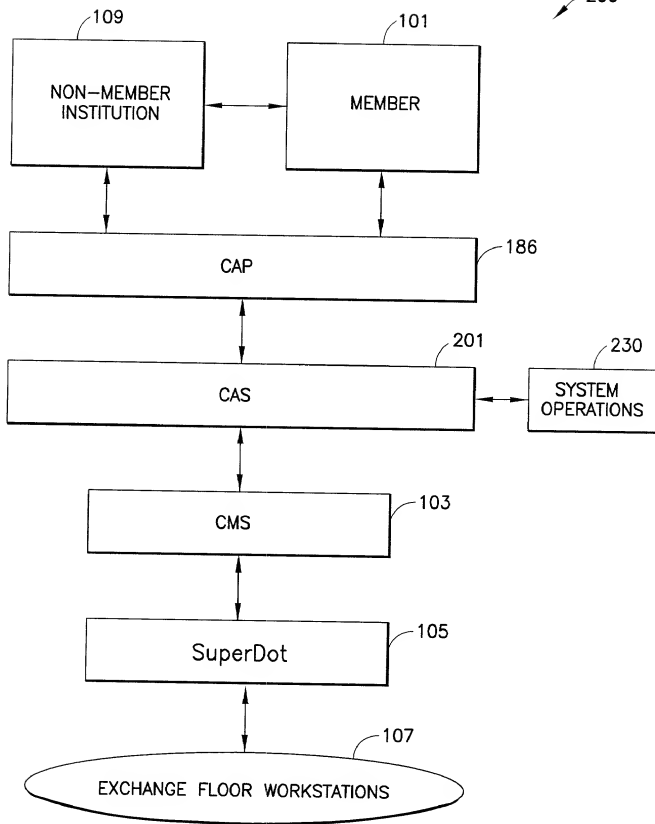 109
101
NON-MEMBER
INSTITUTION
MEMBER
CAP
186
CAS
201
230
SYSTEM
OPERATIONS
CMS
103
SuperDot
105
107
EXCHANGE FLOOR WORKSTATIONS